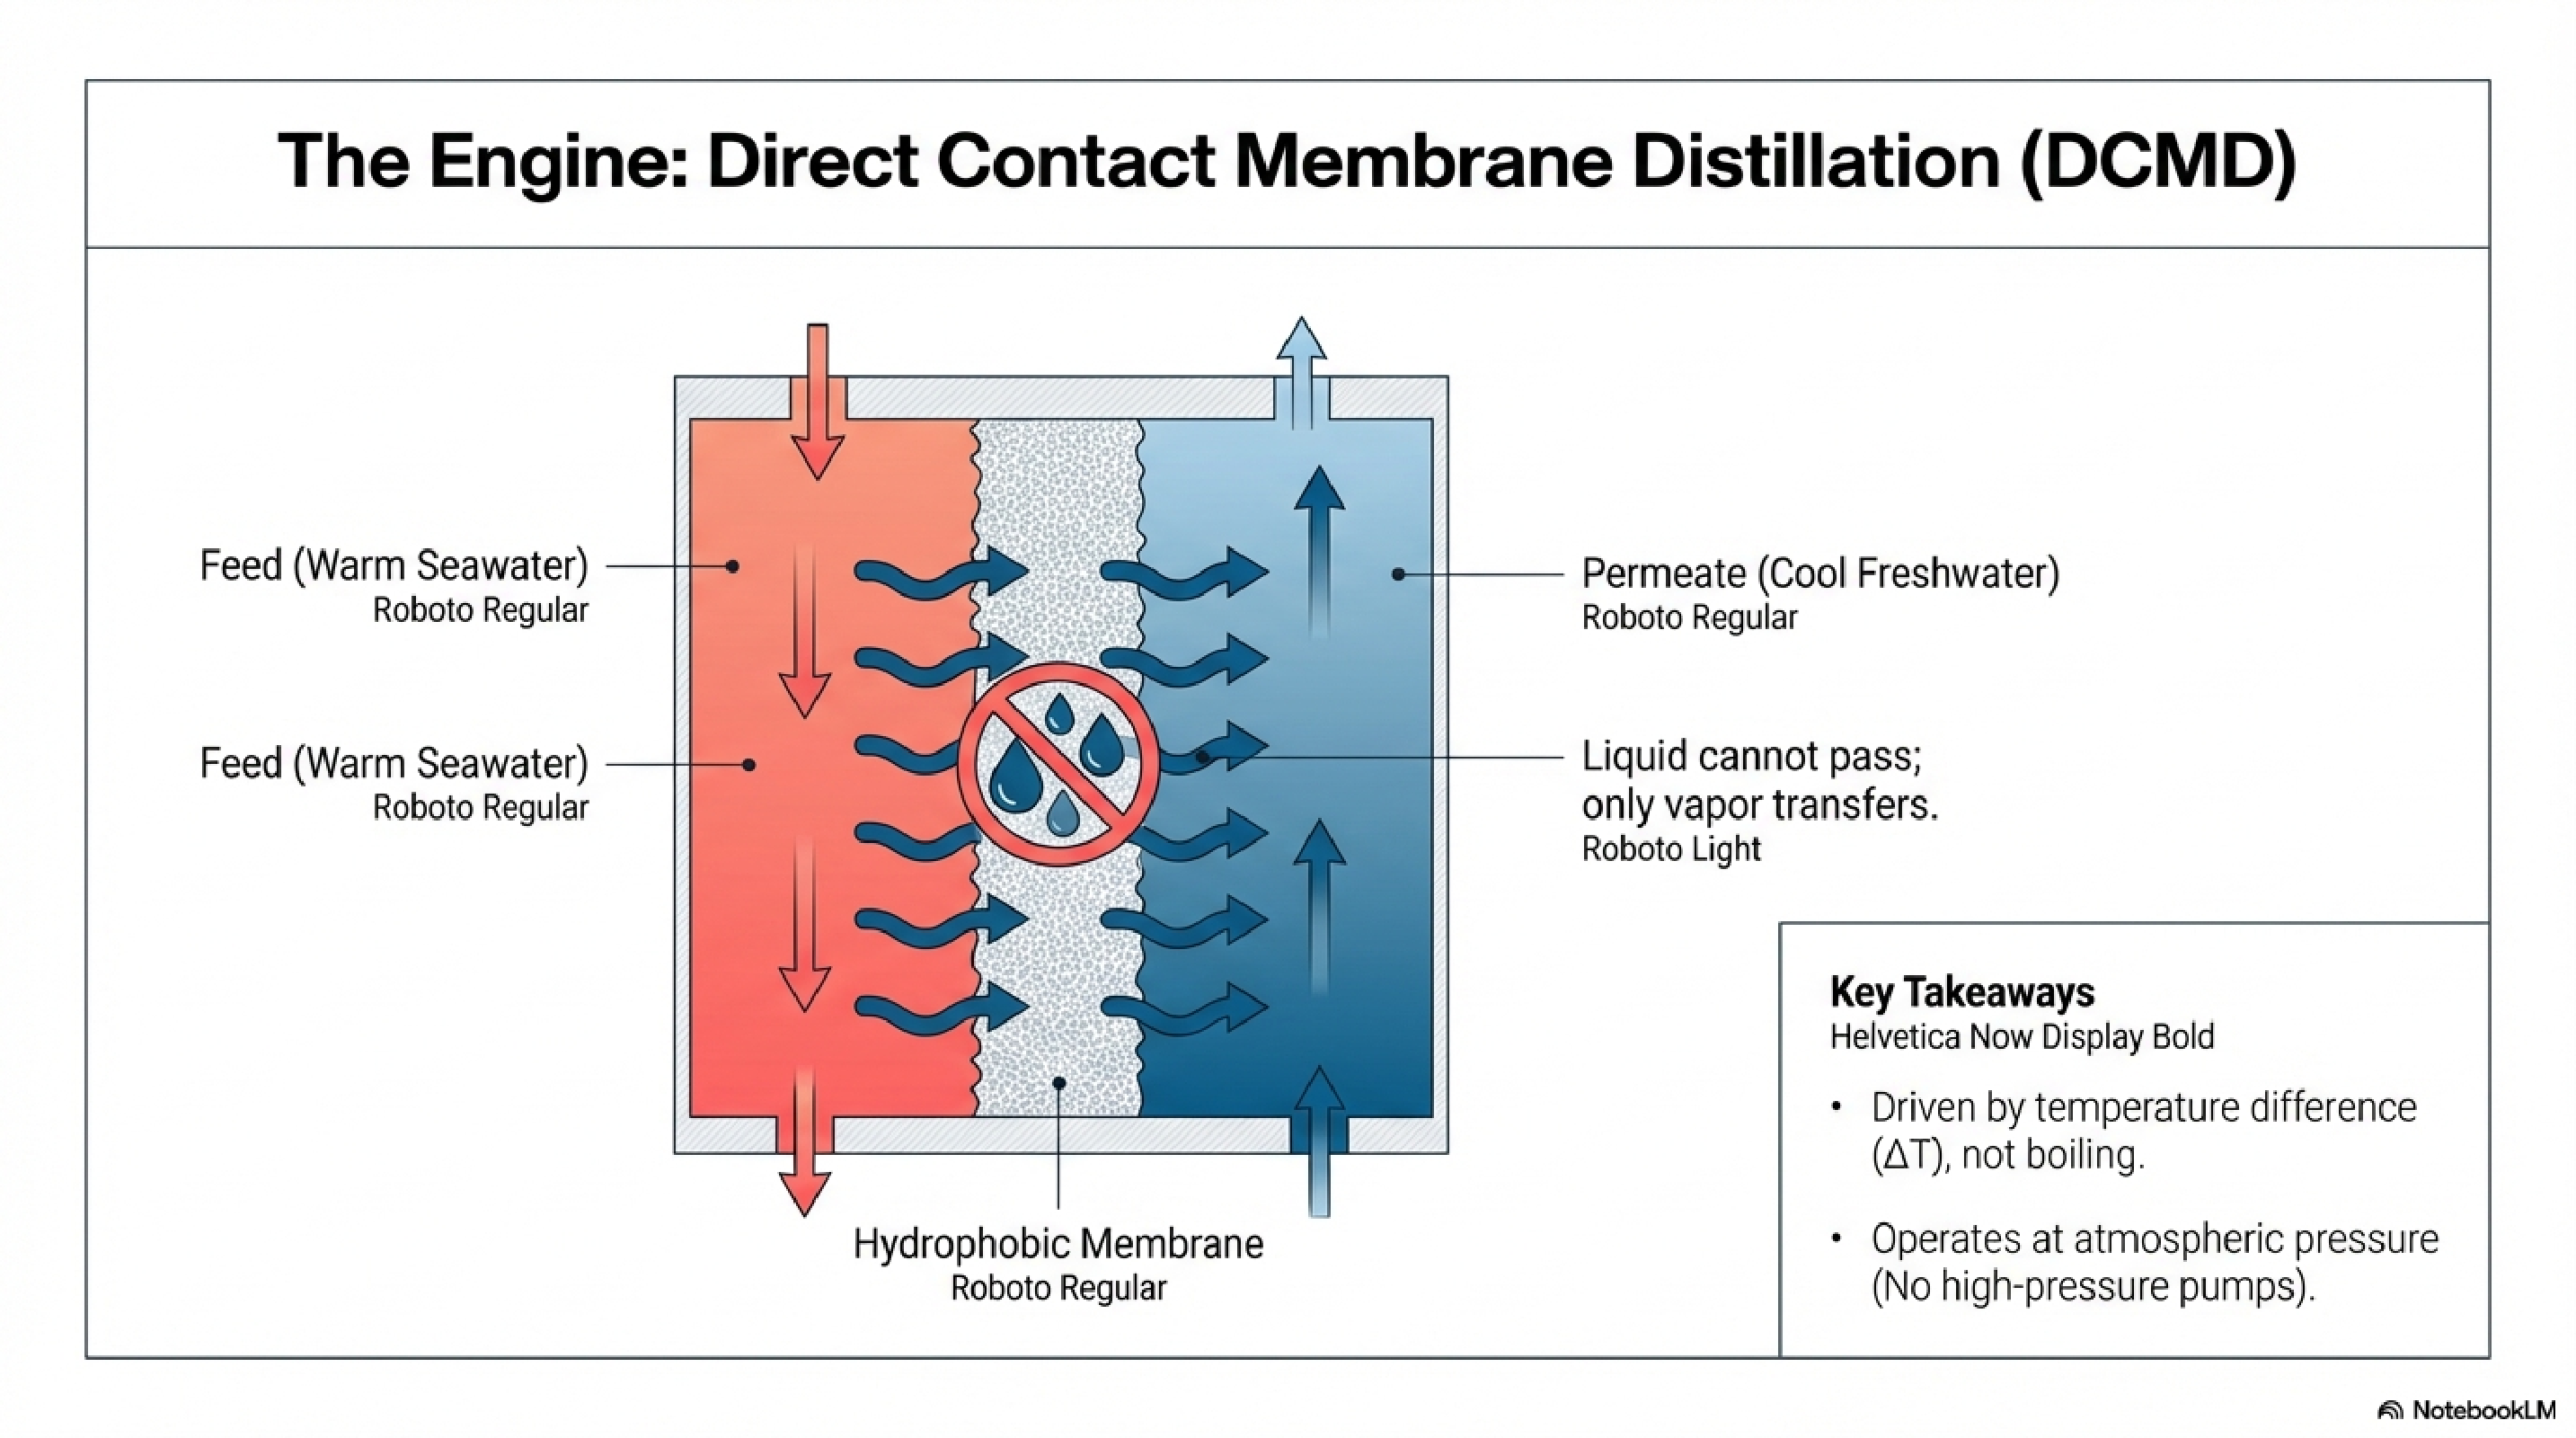 The Engine: Direct Contact Membrane Distillation (DCMD)
Feed (Warm Seawater)
Roboto Regular
Feed (Warm Seawater)
Roboto Regular
Permeate (Cool Freshwater)
Roboto Regular
Liquid cannot pass;
only vapor transfers.
Roboto Light
Hydrophobic Membrane
Roboto Regular
Key Takeaways
Helvetica Now Display Bold
• Driven by temperature difference
(ΔT), not boiling.
• Operates at atmospheric pressure
(No high-pressure pumps).
NotebookLM